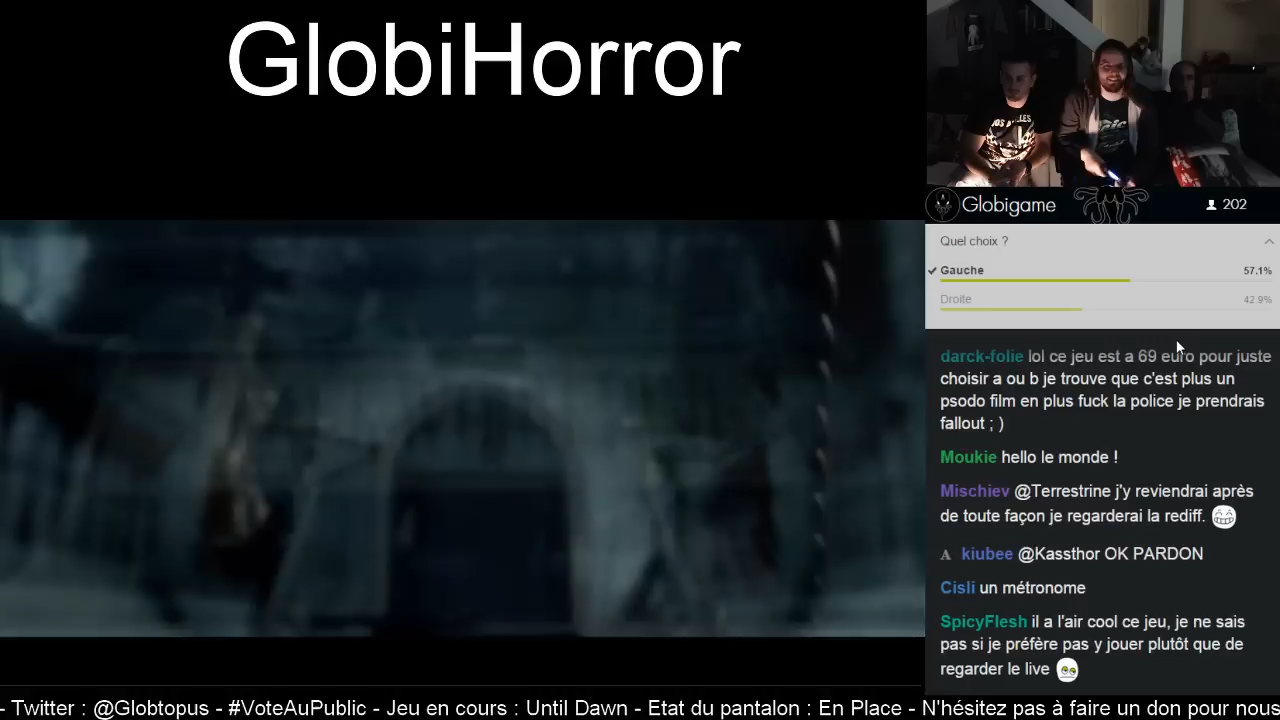 GlobiHorror
Globigame
202
Quel choix ?
Gauche
57.1%
Droite
42.9%
darck-folie lol ce jeu est a 69 euro pour juste
choisir a ou b je trouve que c'est plus un
psodo film en plus fuck la police je prendrais
fallout ; )
Moukie hello le monde !
Mischiev @Terrestrine j'y reviendrai après
de toute façon je regarderai la rediff.
kiubee @Kassthor OK PARDON
Cisli un métronome
SpicyFlesh il a l'air cool ce jeu, je ne sais
pas si je préfère pas y jouer plutôt que de
regarder le live
- Twitter : @Globtopus - #VoteAuPublic - Jeu en cours : Until Dawn - Etat du pantalon : En Place - N'hésitez pas à faire un don pour nous